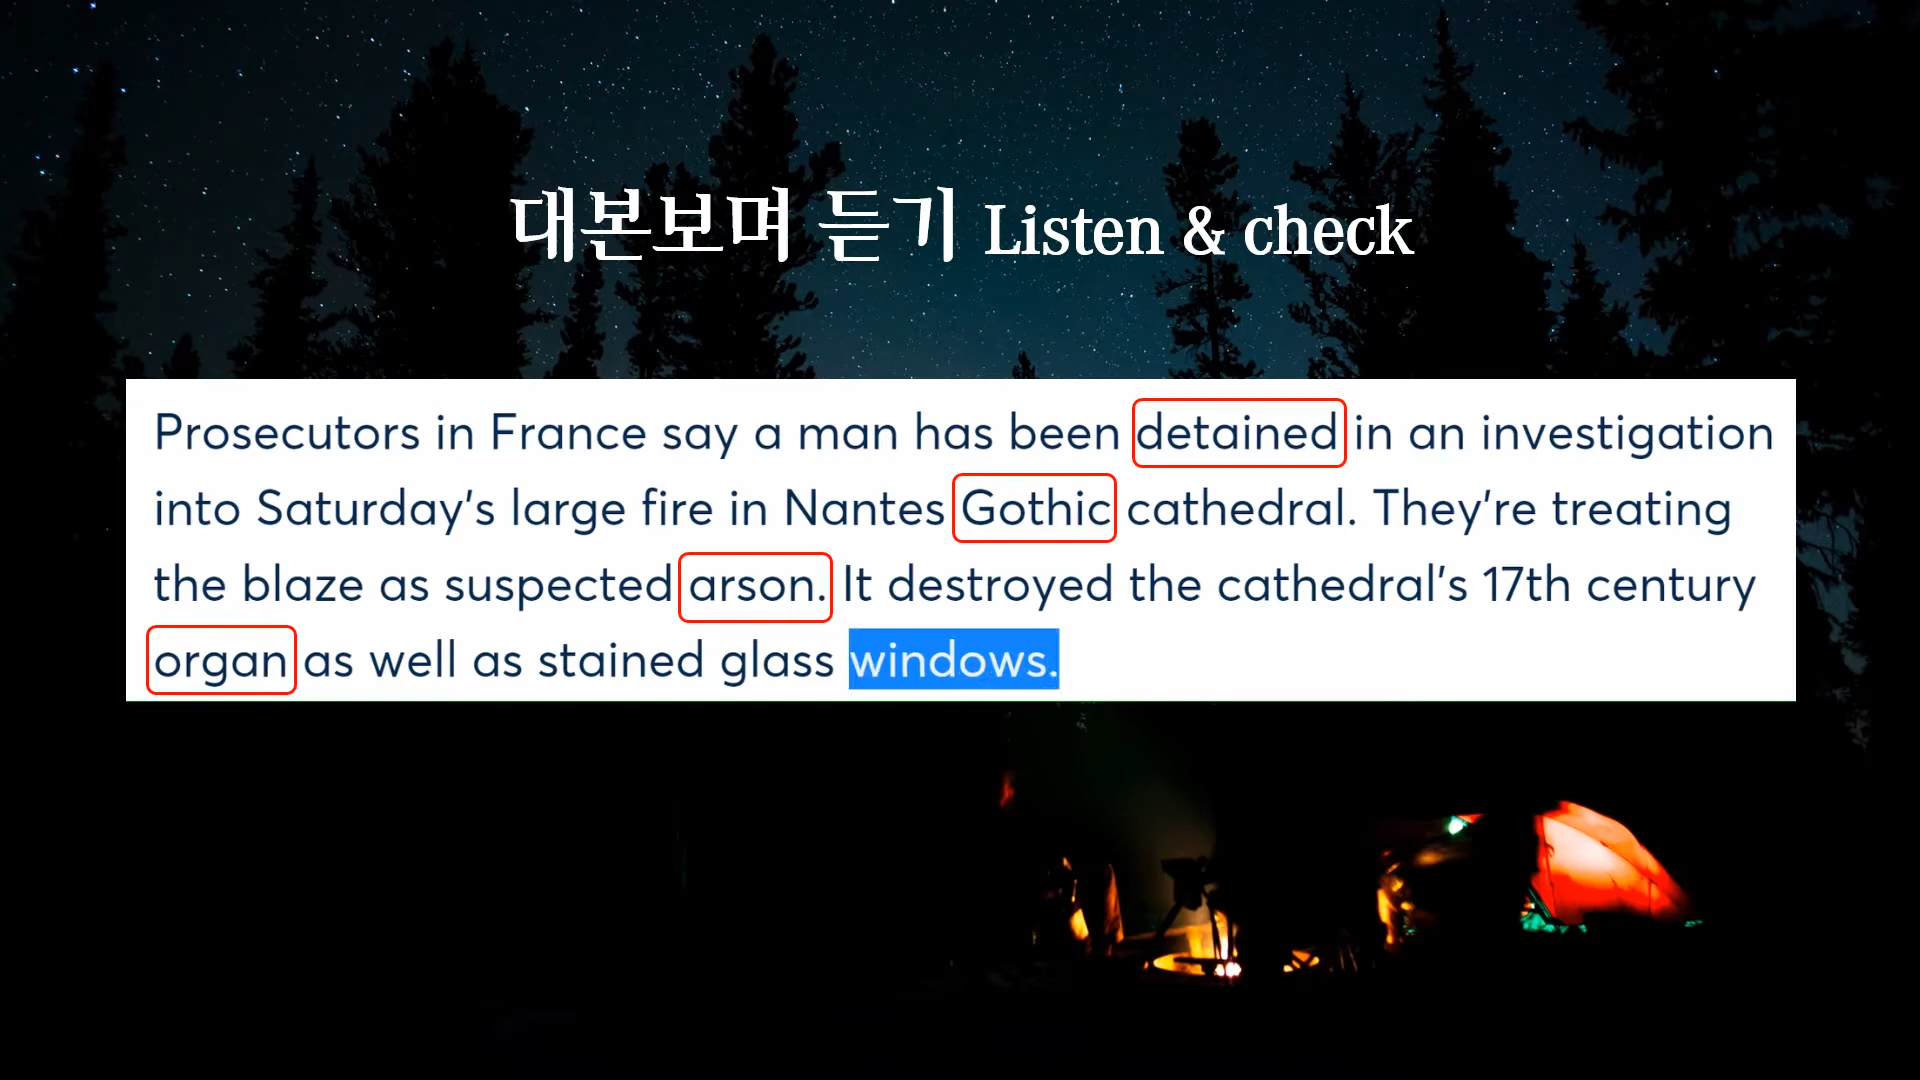 대본보며 듣기 Listen & check
Prosecutors in France say a man has been detained in an investigation
into Saturday's large fire in Nantes Gothic cathedral. They're treating
the blaze as suspected arson. It destroyed the cathedral's 17th century
organ as well as stained glass windows.